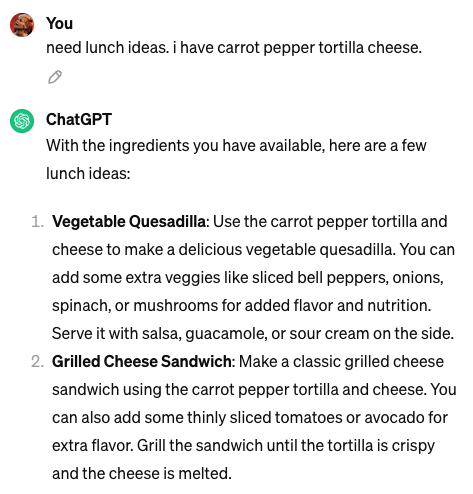 You
need lunch ideas. i have carrot pepper tortilla cheese.
ChatGPT
With the ingredients you have available, here are a few
lunch ideas:
1. Vegetable Quesadilla: Use the carrot pepper tortilla and
cheese to make a delicious vegetable quesadilla. You can
add some extra veggies like sliced bell peppers, onions,
spinach, or mushrooms for added flavor and nutrition.
Serve it with salsa, guacamole, or sour cream on the side.
2. Grilled Cheese Sandwich: Make a classic grilled cheese
sandwich using the carrot pepper tortilla and cheese. You
can also add some thinly sliced tomatoes or avocado for
extra flavor. Grill the sandwich until the tortilla is crispy
and the cheese is melted.